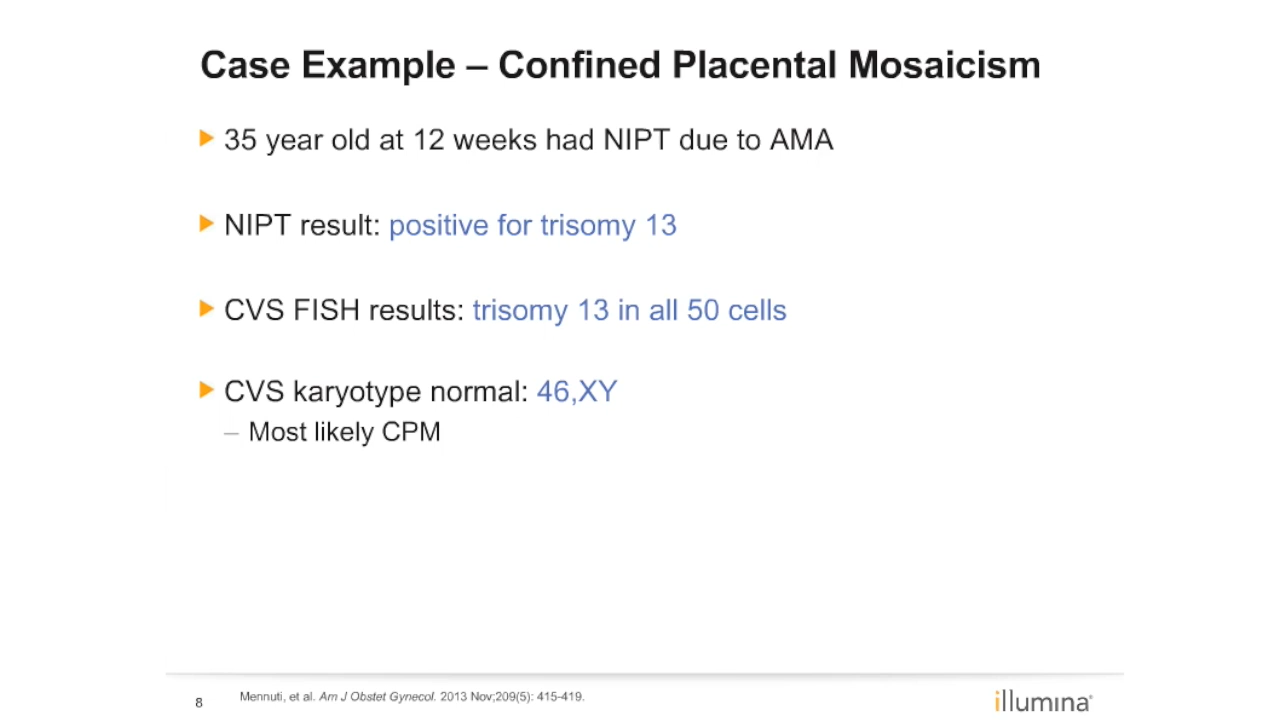 Case Example – Confined Placental Mosaicism
35 year old at 12 weeks had NIPT due to AMA
NIPT result: positive for trisomy 13
CVS FISH results: trisomy 13 in all 50 cells
CVS karyotype normal: 46,XY
– Most likely CPM
8
Mennuti, et al. Am J Obstet Gynecol. 2013 Nov;209(5): 415-419.
illumina®